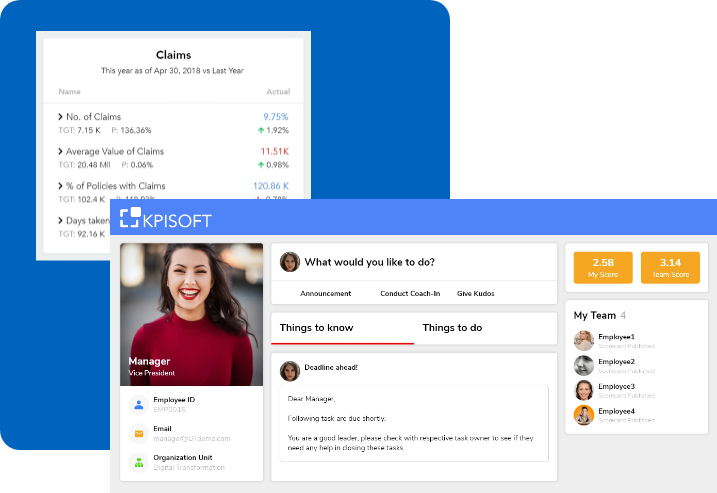 Claims
This year as of Apr 30, 2018 vs Last Year
Name Actual
No. of Claims 9.75%
TGT: 7.15 K P: 136.36% 1.92%
Average Value of Claims 11.51K
TGT: 20.48 Mil P: 0.06% 0.98%
% of Policies with Claims 120.86 K
TGT: 102.4 K
Days taken
TGT: 92.16 K
KPISOFT
Manager
Vice President
Employee ID
EMP0015
Email
Organization Unit
Digital Transformation
What would you like to do?
Announcement Conduct Coach-In Give Kudos
Things to know Things to do
Deadline ahead!
Dear Manager,
Following task are due shortly.
You are a good leader, please check with respective task owner to see if they
need any help in closing these tasks.
2.58 3.14
My Score Team Score
My Team 4
Employee1
Scorecard Published
Employee2
Scorecard Published
Employee3
Scorecard Published
Employee4
Scorecard Published